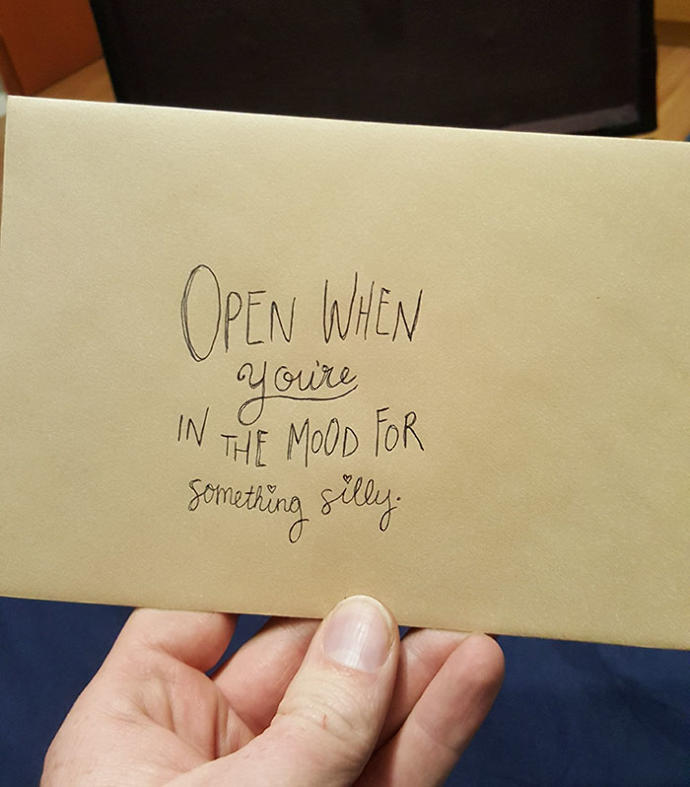 OPEN WHEN
you're
IN THE MOOD FOR
something silly.